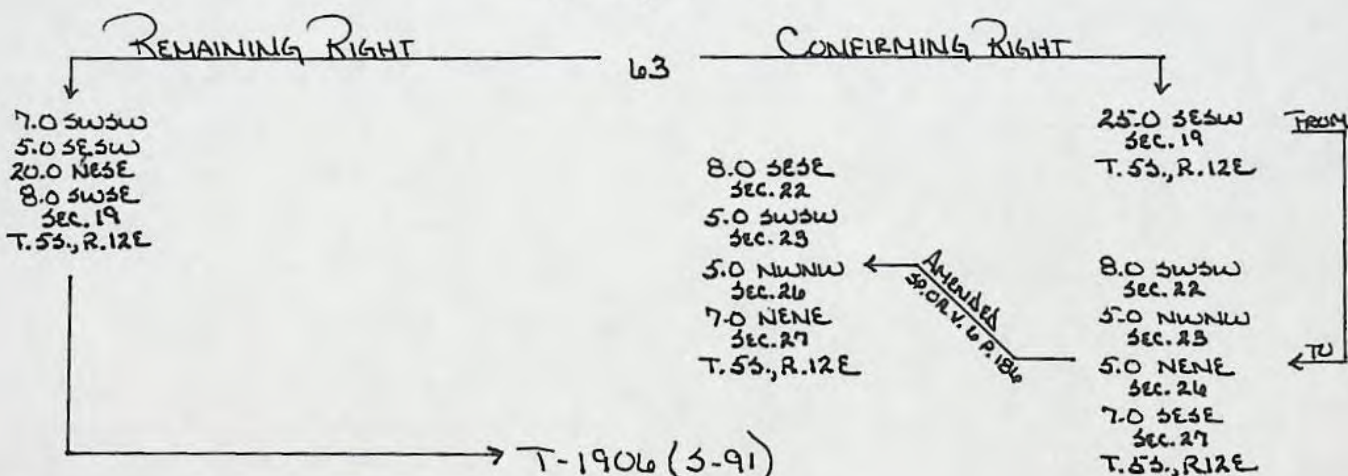 REMAINING RIGHT
63
CONFIRMING RIGHT
7.0 SWSW
5.0 SESW
20.0 NESE
8.0 SWSE
SEC. 19
T.5S., R.12E
T-1906 (S-91)
25.0 SESW
SEC. 19
T.5S., R.12E
FROM
TO
8.0 SWSW
SEC. 22
5.0 NWNW
SEC. 23
5.0 NENE
SEC. 26
7.0 SESE
SEC. 27
T.5S., R12E
AMENDED
SP. OR. V. 6 P. 186
8.0 SESE
SEC. 22
5.0 SWSW
SEC. 23
5.0 NWNW
SEC. 26
7.0 NENE
SEC. 27
T.5S., R.12E